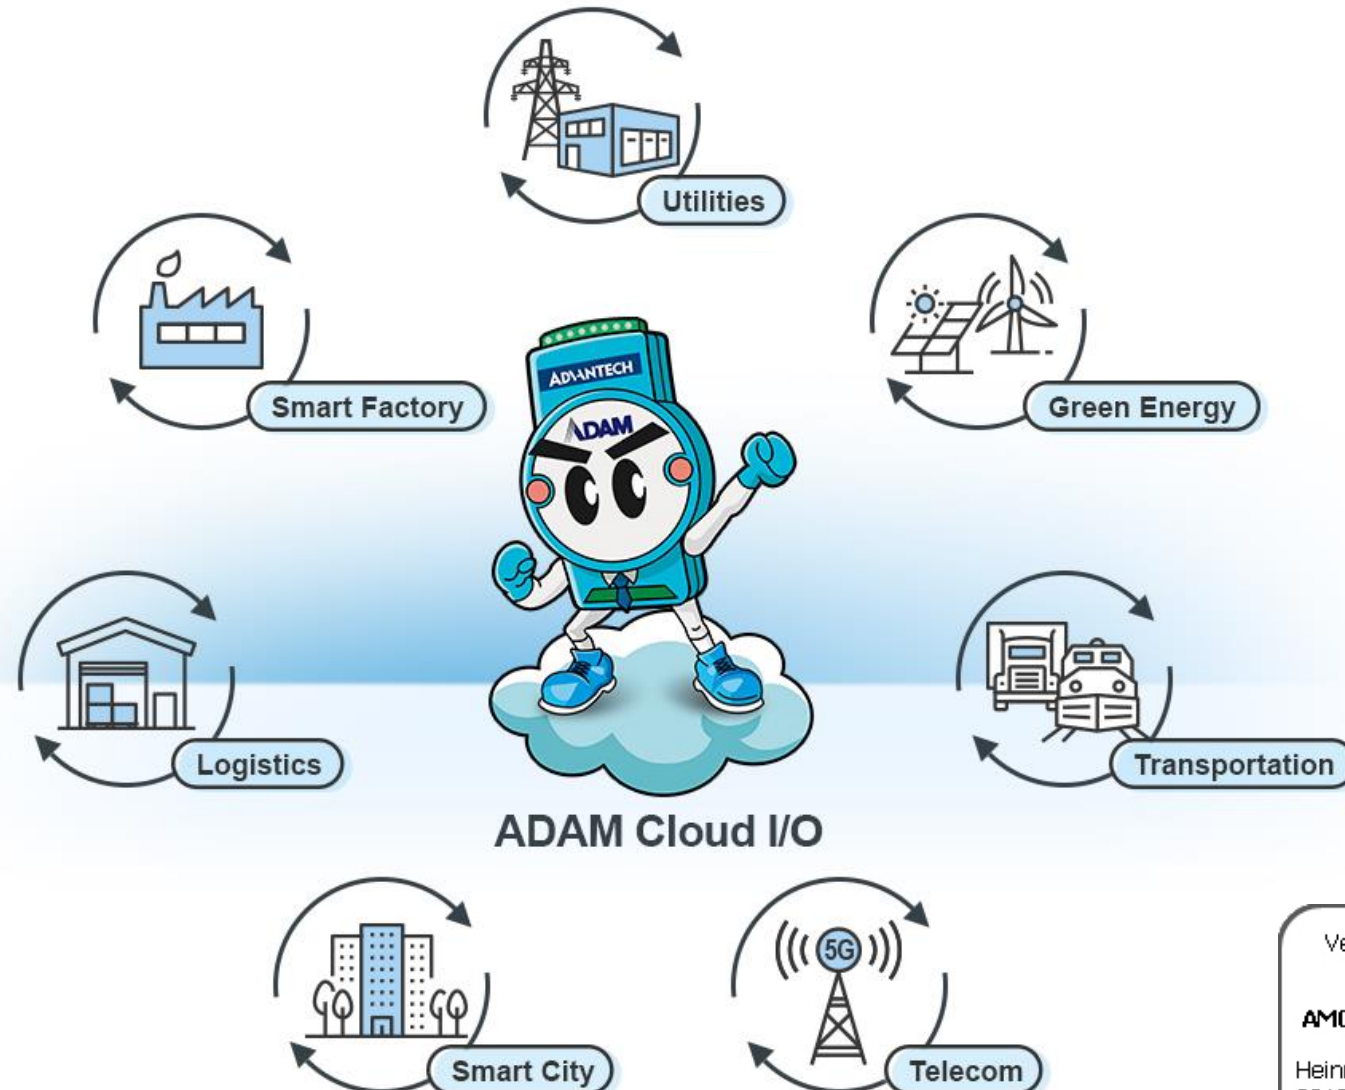 Utilities
Smart Factory
Green Energy
ADVANTECH
ADAM
Logistics
Transportation
ADAM Cloud I/O
5G
Smart City
Telecom